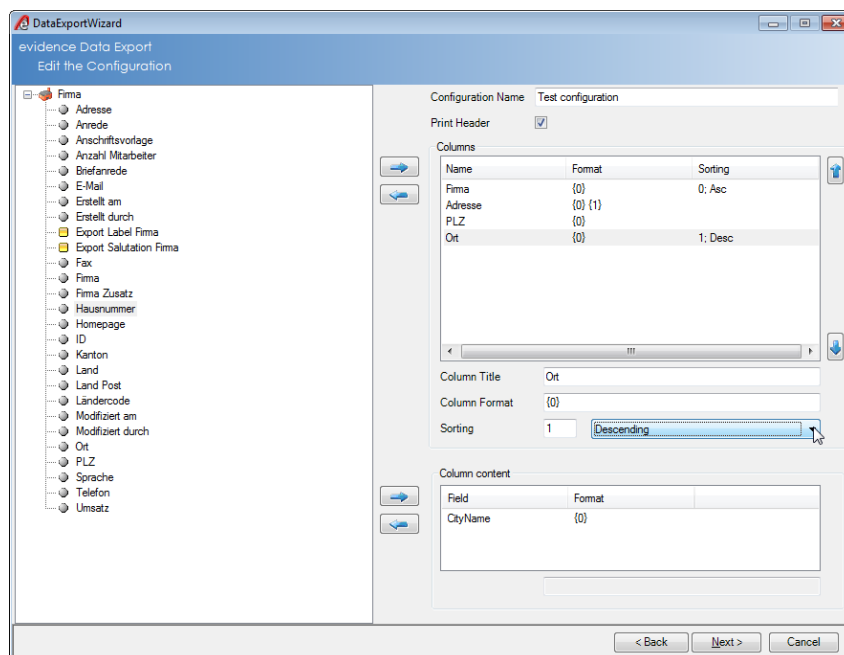 DataExportWizard
evidence Data Export
Edit the Configuration
Firma
Adresse
Anrede
Anschriftsvorlage
Anzahl Mitarbeiter
Briefanrede
E-Mail
Erstellt am
Erstellt durch
Export Label Firma
Export Salutation Firma
Fax
Firma
Firma Zusatz
Hausnummer
Homepage
ID
Kanton
Land
Land Post
Ländercode
Modifiziert am
Modifiziert durch
Ort
PLZ
Sprache
Telefon
Umsatz
Configuration Name Test configuration
Print Header
Columns
Name Format Sorting
Firma {0} 0; Asc
Adresse {0} {1}
PLZ {0}
Ort {0} 1; Desc
Column Title Ort
Column Format {0}
Sorting 1 Descending
Column content
Field Format
CityName {0}
< Back Next > Cancel